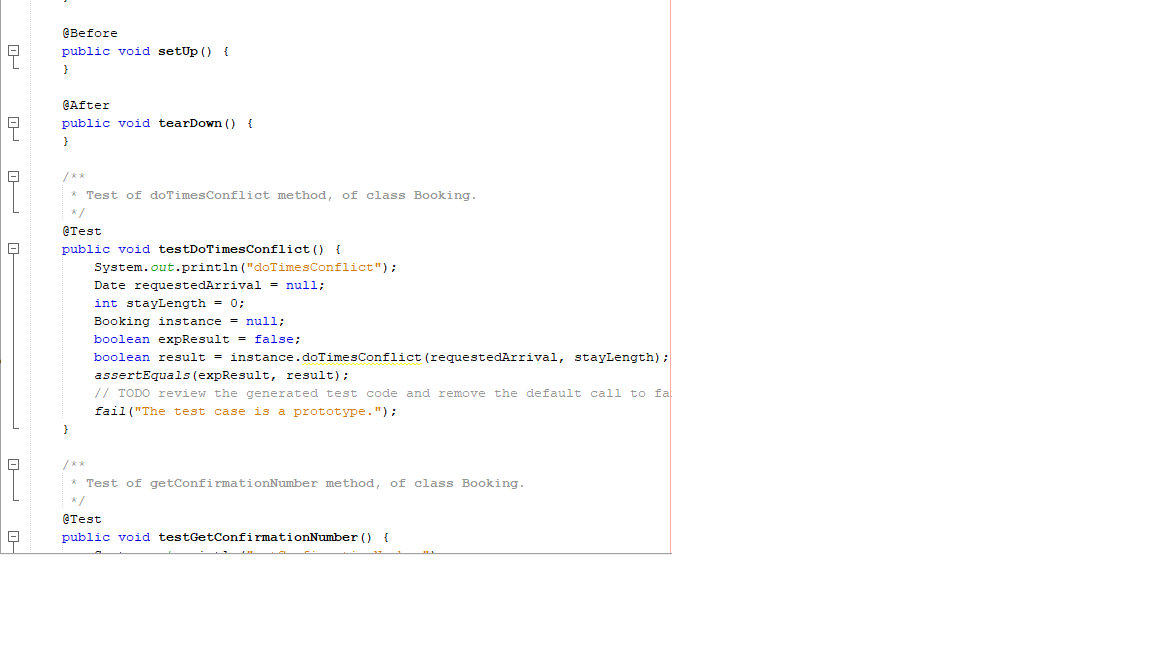 @Before
public void setUp() {
}
@After
public void tearDown() {
}
/**
* Test of doTimesConflict method, of class Booking.
*/
@Test
public void testDoTimesConflict() {
System.out.println("doTimesConflict");
Date requestedArrival = null;
int stayLength = 0;
Booking instance = null;
boolean expResult = false;
boolean result = instance.doTimesConflict(requestedArrival, stayLength);
assertEquals(expResult, result);
// TODO review the generated test code and remove the default call to fa
fail("The test case is a prototype.");
}
/**
* Test of getConfirmationNumber method, of class Booking.
*/
@Test
public void testGetConfirmationNumber() {